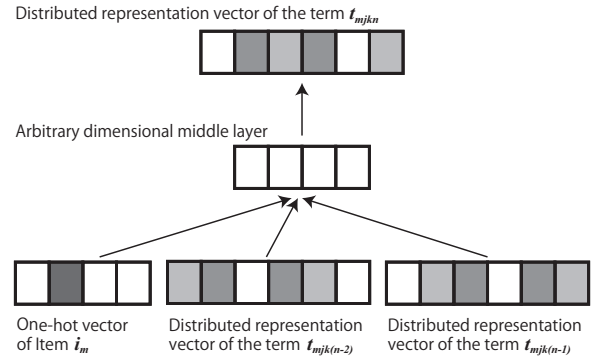 Distributed representation vector of the term t_mjkn
Arbitrary dimensional middle layer
One-hot vector
of Item i_m
Distributed representation
vector of the term t_mjk(n-2)
Distributed representation
vector of the term t_mjk(n-1)